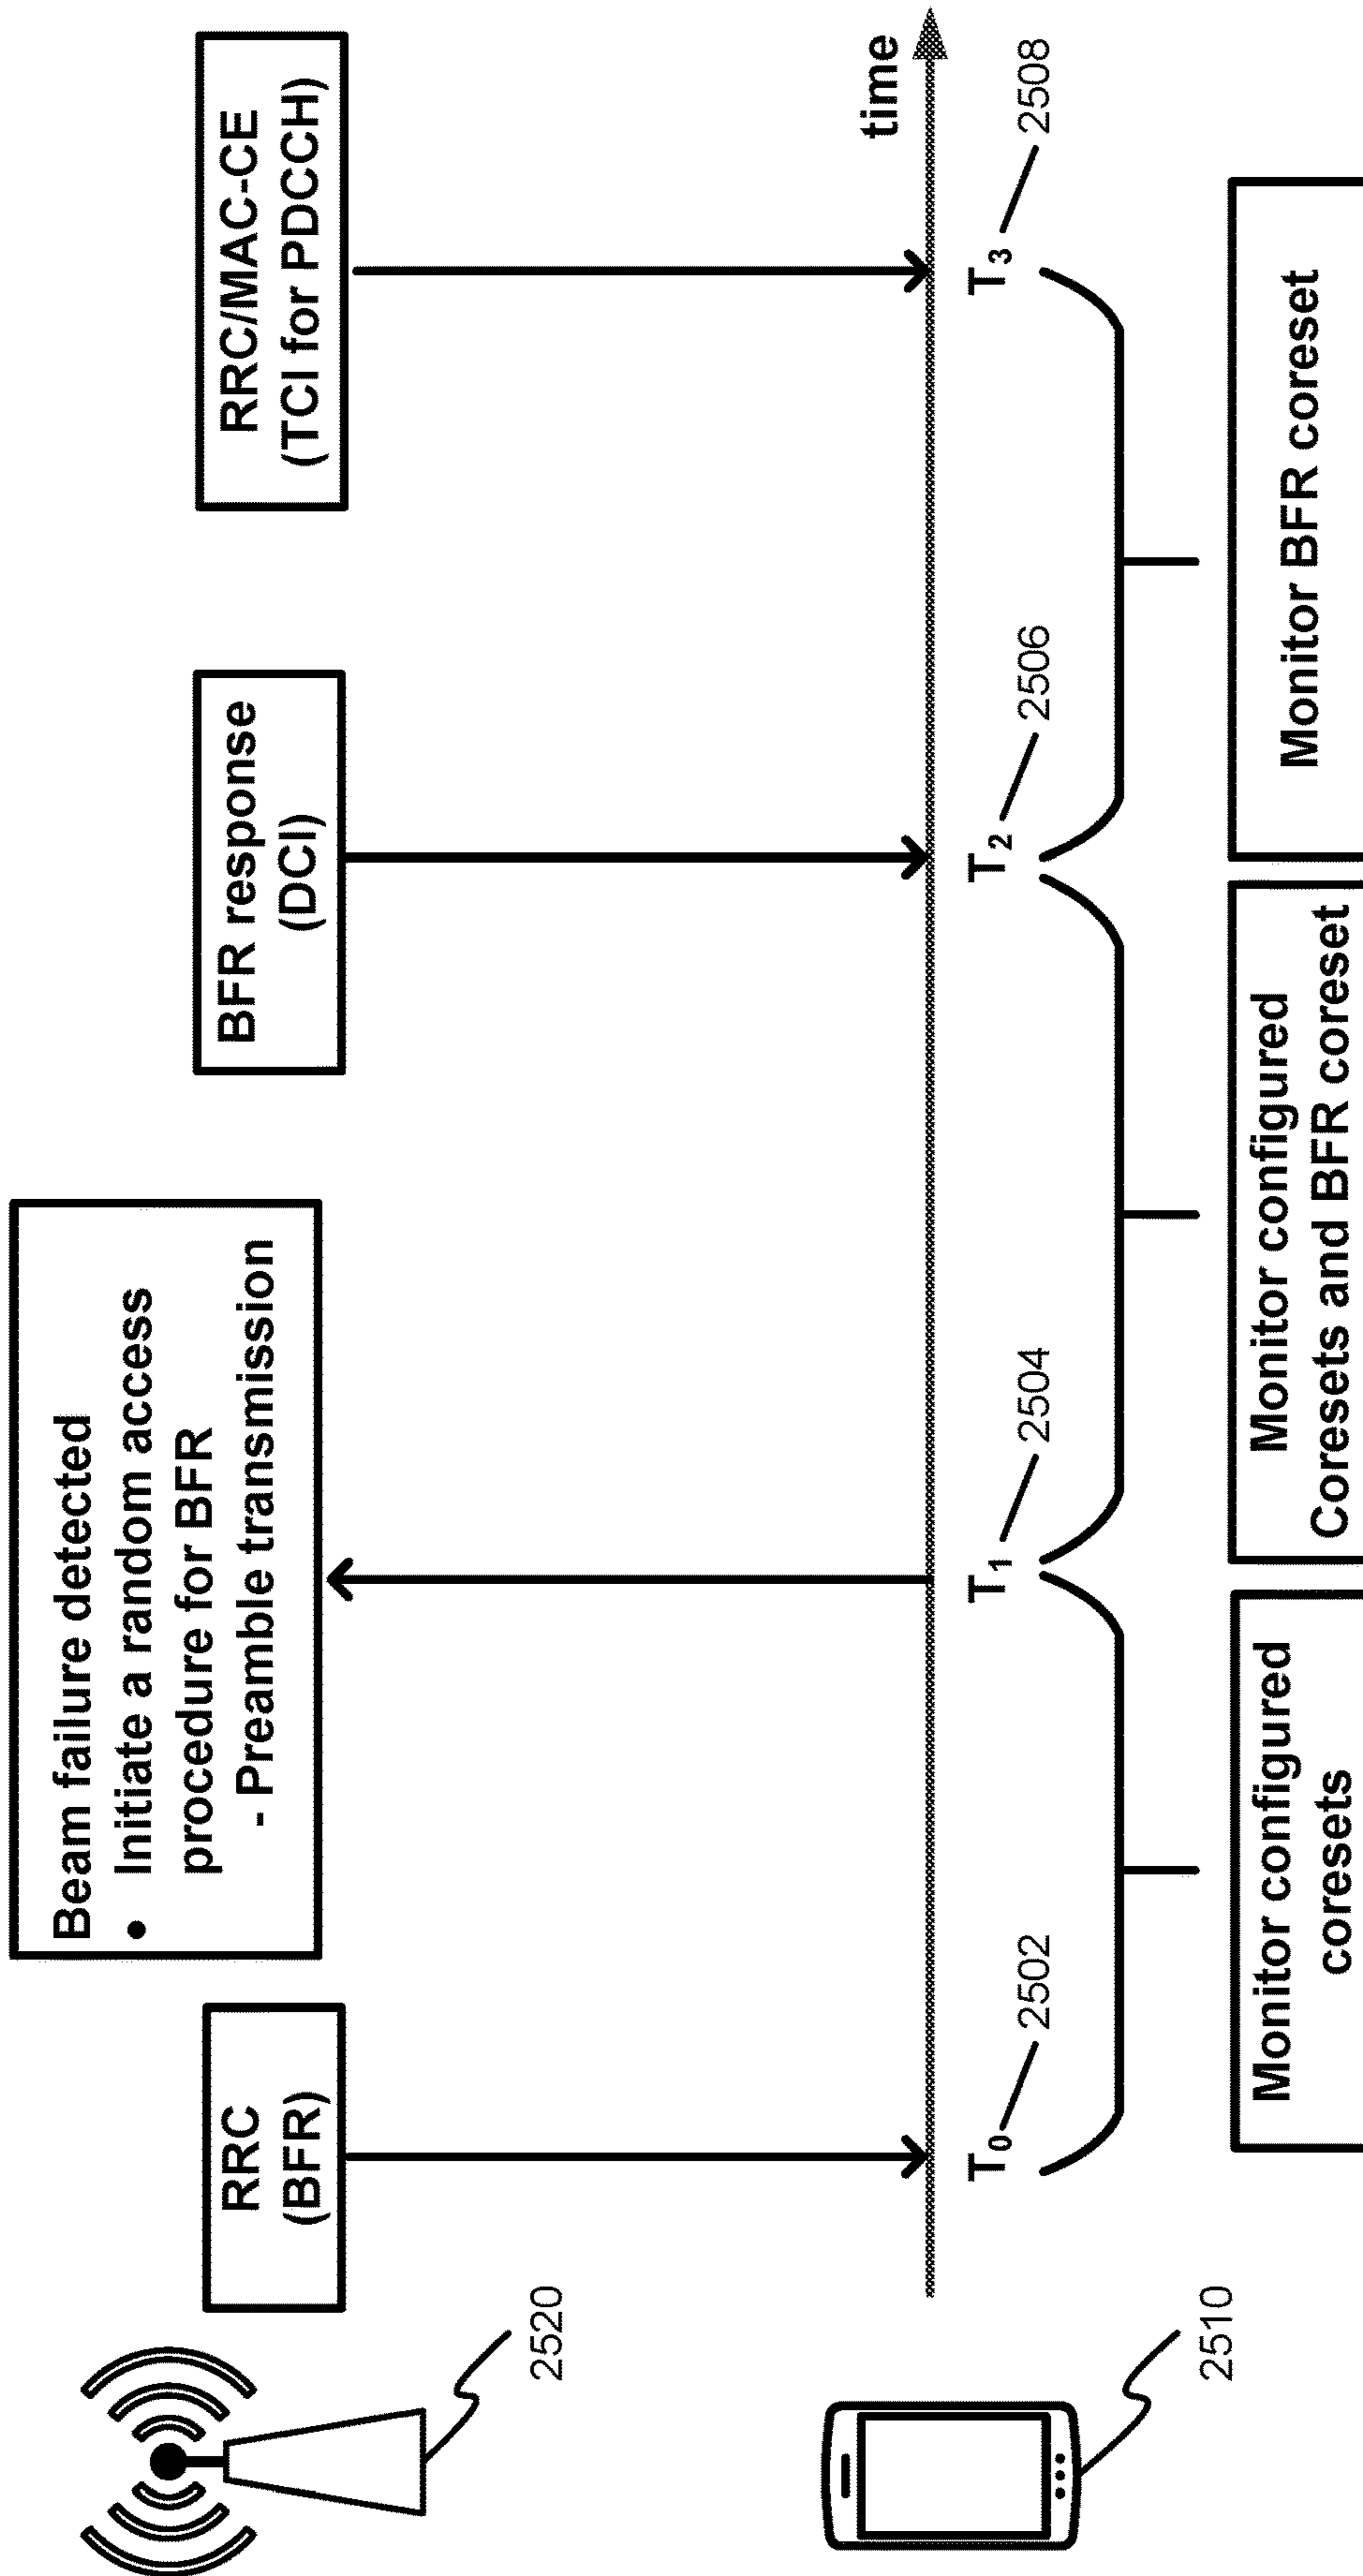 RRC
(BFR)
Beam failure detected
• Initiate a random access
procedure for BFR
- Preamble transmission
BFR response
(DCI)
RRC/MAC-CE
(TCI for PDCCH)
2520
time
T0
2502
T1
2504
T2
2506
T3
2508
2510
Monitor configured
coresets
Monitor configured
Coresets and BFR coreset
Monitor BFR coreset